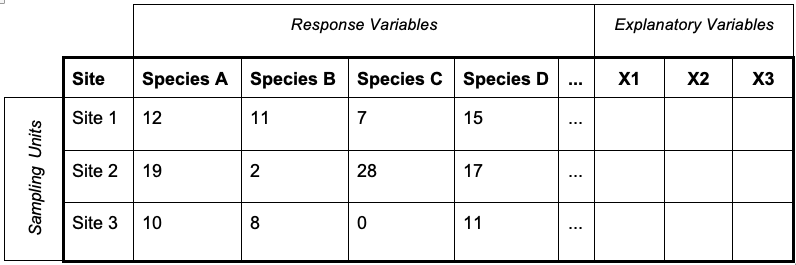 Response Variables Explanatory Variables
Site Species A Species B Species C Species D ... X1 X2 X3
Sampling Units
Site 1 12 11 7 15 ...
Site 2 19 2 28 17 ...
Site 3 10 8 0 11 ...